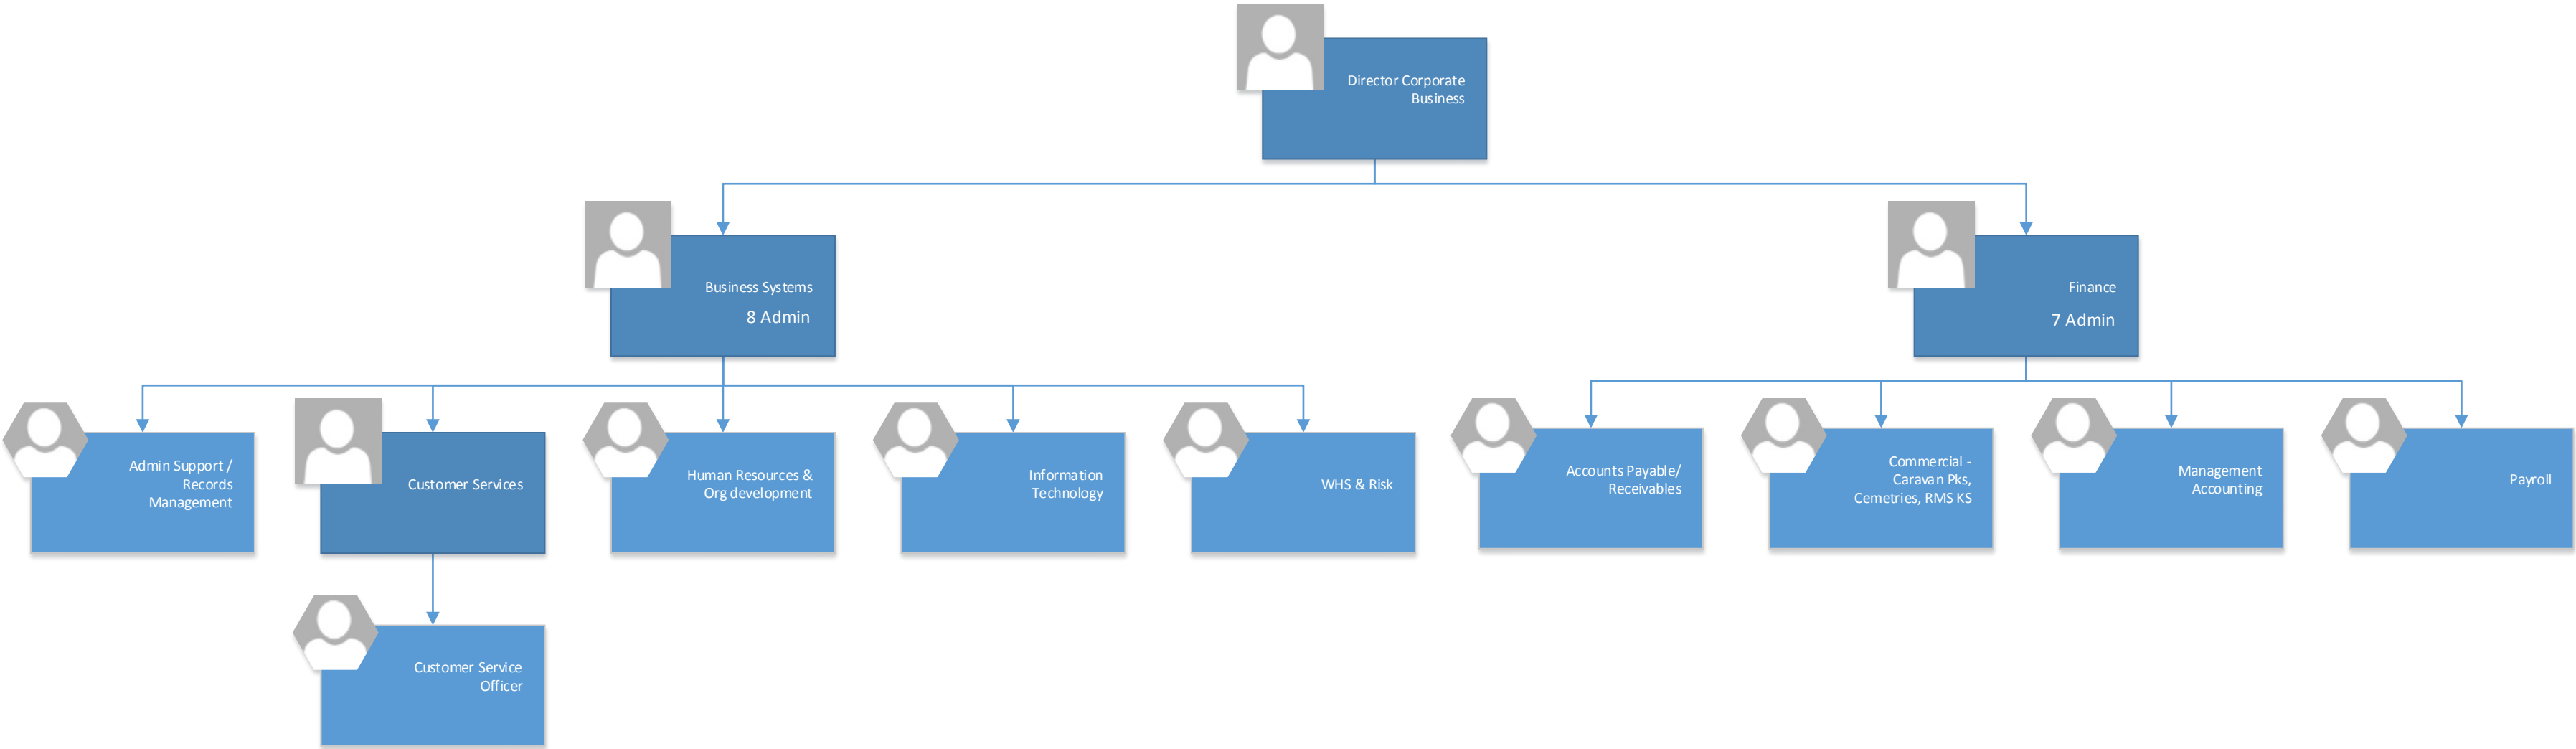 Director Corporate
Business
Business Systems
8 Admin
Finance
7 Admin
Admin Support /
Records
Management
Customer Services
Human Resources &
Org development
Information
Technology
WHS & Risk
Accounts Payable/
Receivables
Commercial -
Caravan Pks,
Cemetries, RMS KS
Management
Accounting
Payroll
Customer Service
Officer